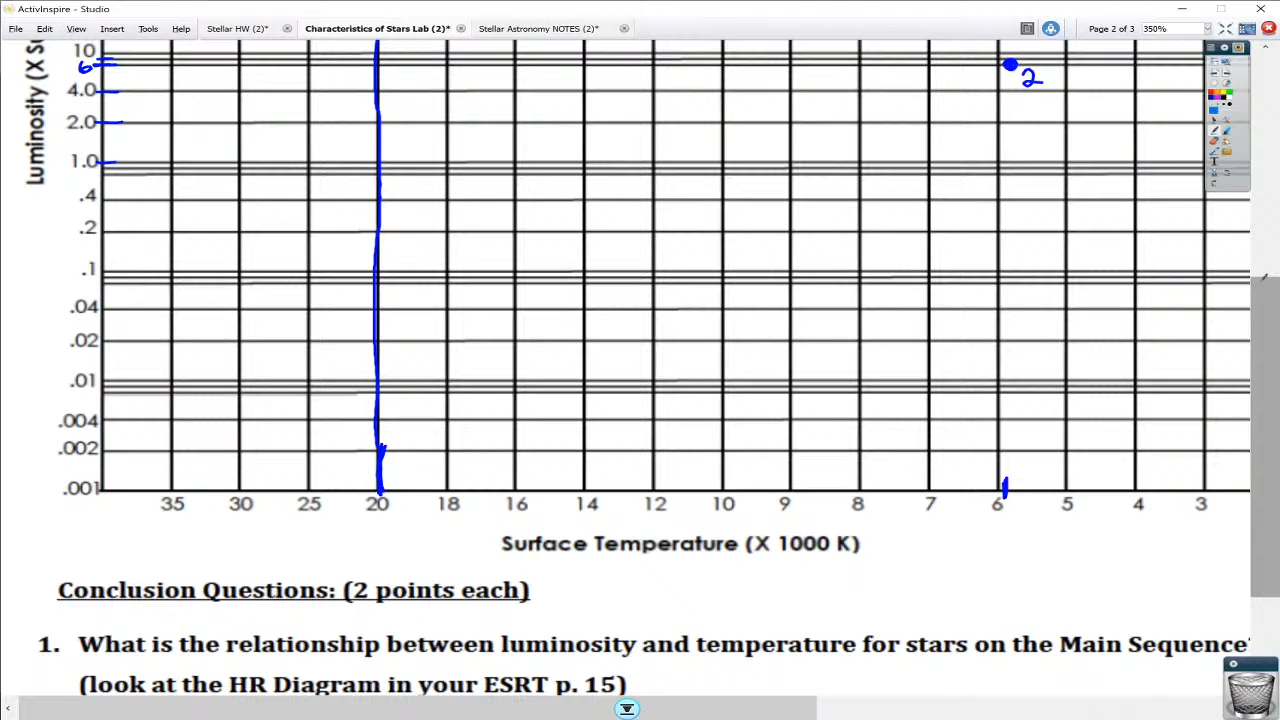 ActivInspire - Studio
File Edit View Insert Tools Help Stellar HW (2)* Characteristics of Stars Lab (2)* Stellar Astronomy NOTES (2)* Page 2 of 3 350%
10
6
2
4.0
2.0
1.0
.4
.2
.1
.04
.02
.01
.004
.002
.001
Luminosity (X
35 30 25 20 18 16 14 12 10 9 8 7 6 5 4 3
Surface Temperature (X 1000 K)
Conclusion Questions: (2 points each)
1. What is the relationship between luminosity and temperature for stars on the Main Sequence?
(look at the HR Diagram in your ESRT p. 15)